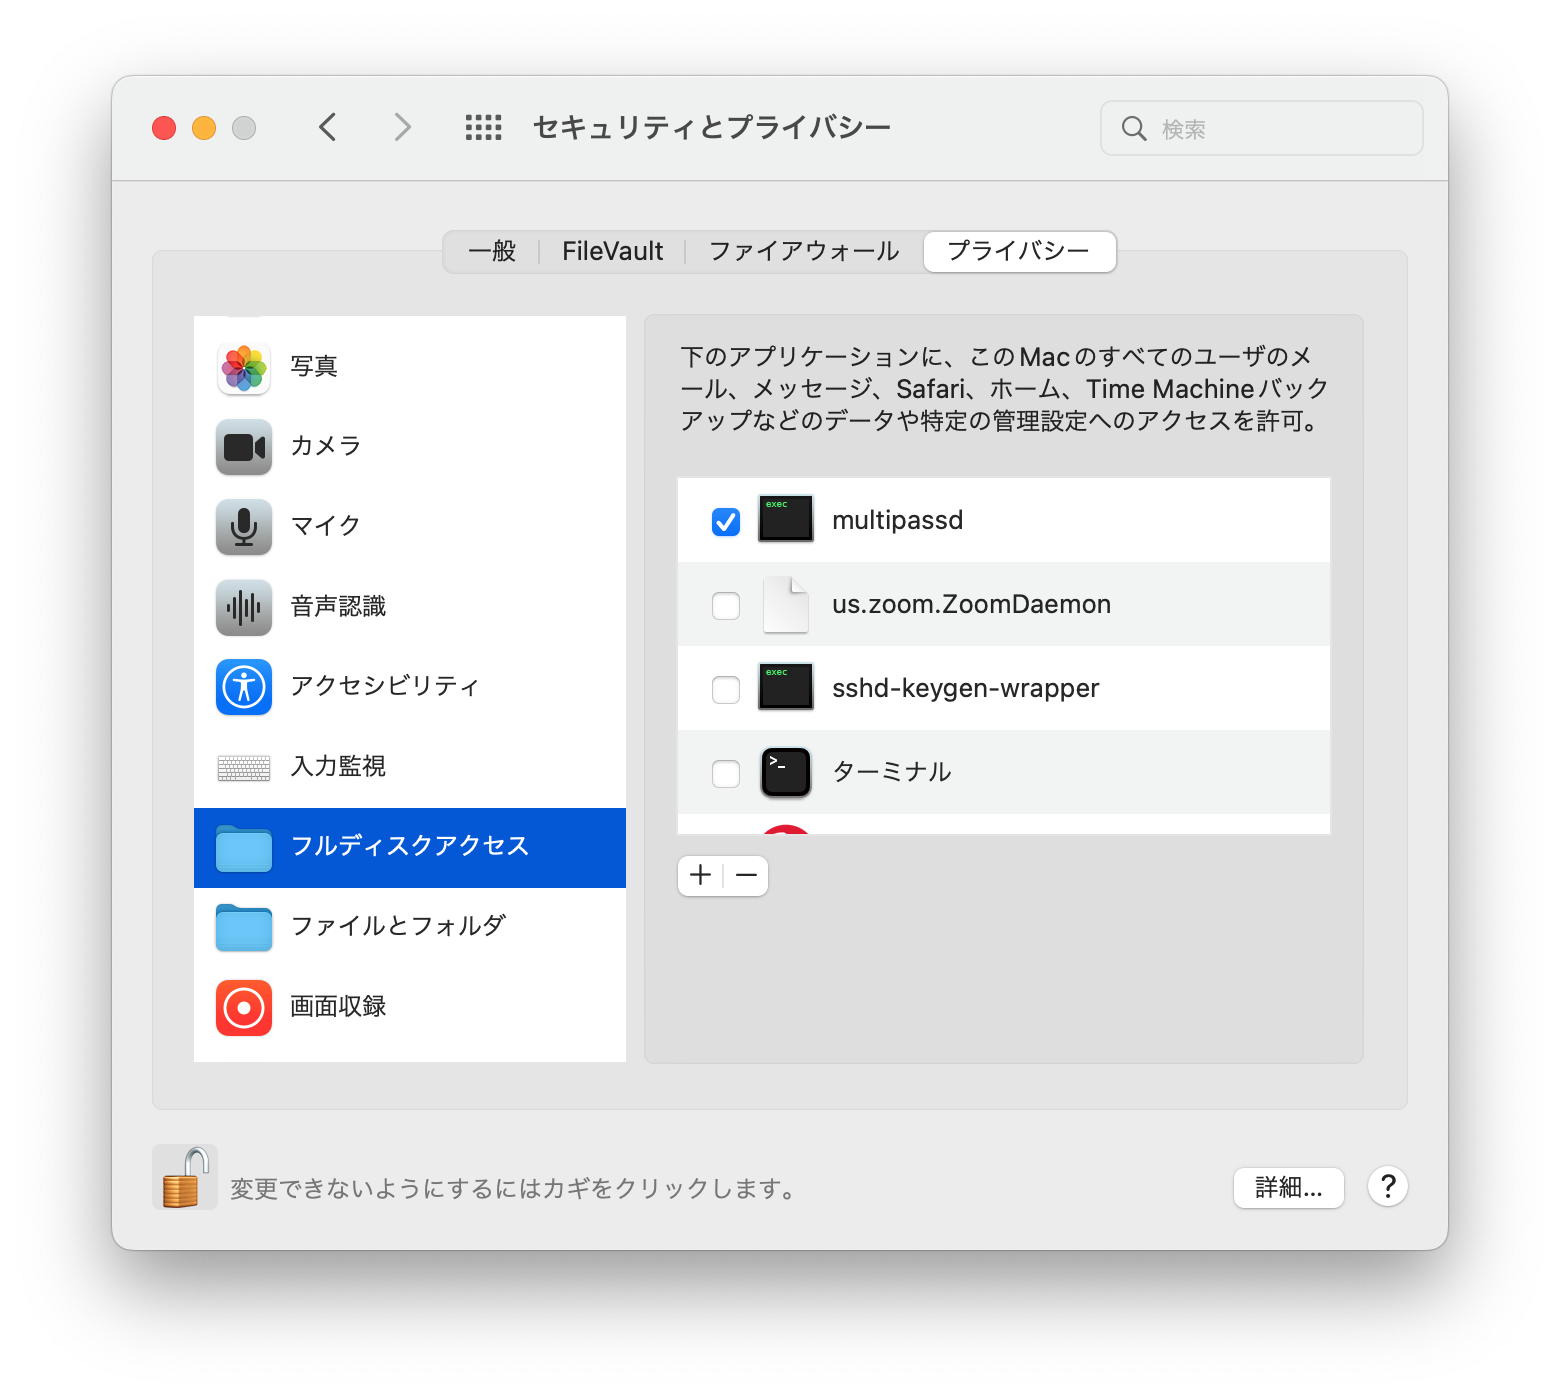 セキュリティとプライバシー
検索
一般
FileVault
ファイアウォール
プライバシー
写真
カメラ
マイク
音声認識
アクセシビリティ
入力監視
フルディスクアクセス
ファイルとフォルダ
画面収録
下のアプリケーションに、このMacのすべてのユーザのメ
ール、メッセージ、Safari、ホーム、Time Machineバック
アップなどのデータや特定の管理設定へのアクセスを許可。
exec
multipassd
us.zoom.ZoomDaemon
exec
sshd-keygen-wrapper
>_
ターミナル
変更できないようにするにはカギをクリックします。
詳細...
?